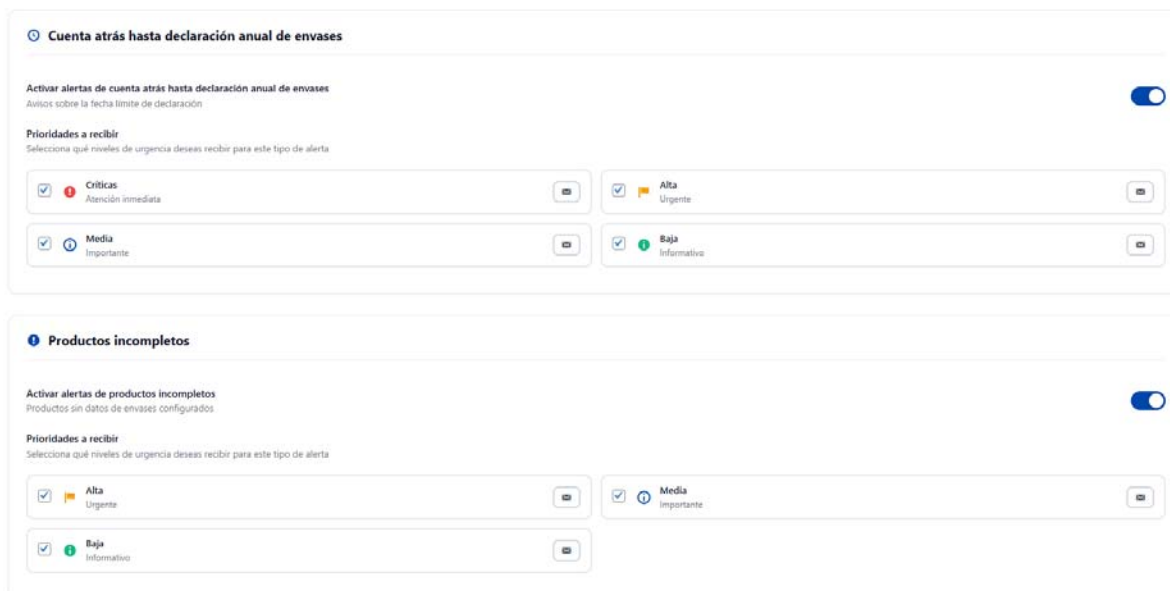 Cuenta atrás hasta declaración anual de envases
Activar alertas de cuenta atrás hasta declaración anual de envases
Avisos sobre la fecha límite de declaración
Prioridades a recibir
Selecciona qué niveles de urgencia deseas recibir para este tipo de alerta
Críticas
Atención inmediata
Alta
Urgente
Media
Importante
Baja
Informativo
Productos incompletos
Activar alertas de productos incompletos
Productos sin datos de envases configurados
Prioridades a recibir
Selecciona qué niveles de urgencia deseas recibir para este tipo de alerta
Alta
Urgente
Media
Importante
Baja
Informativo